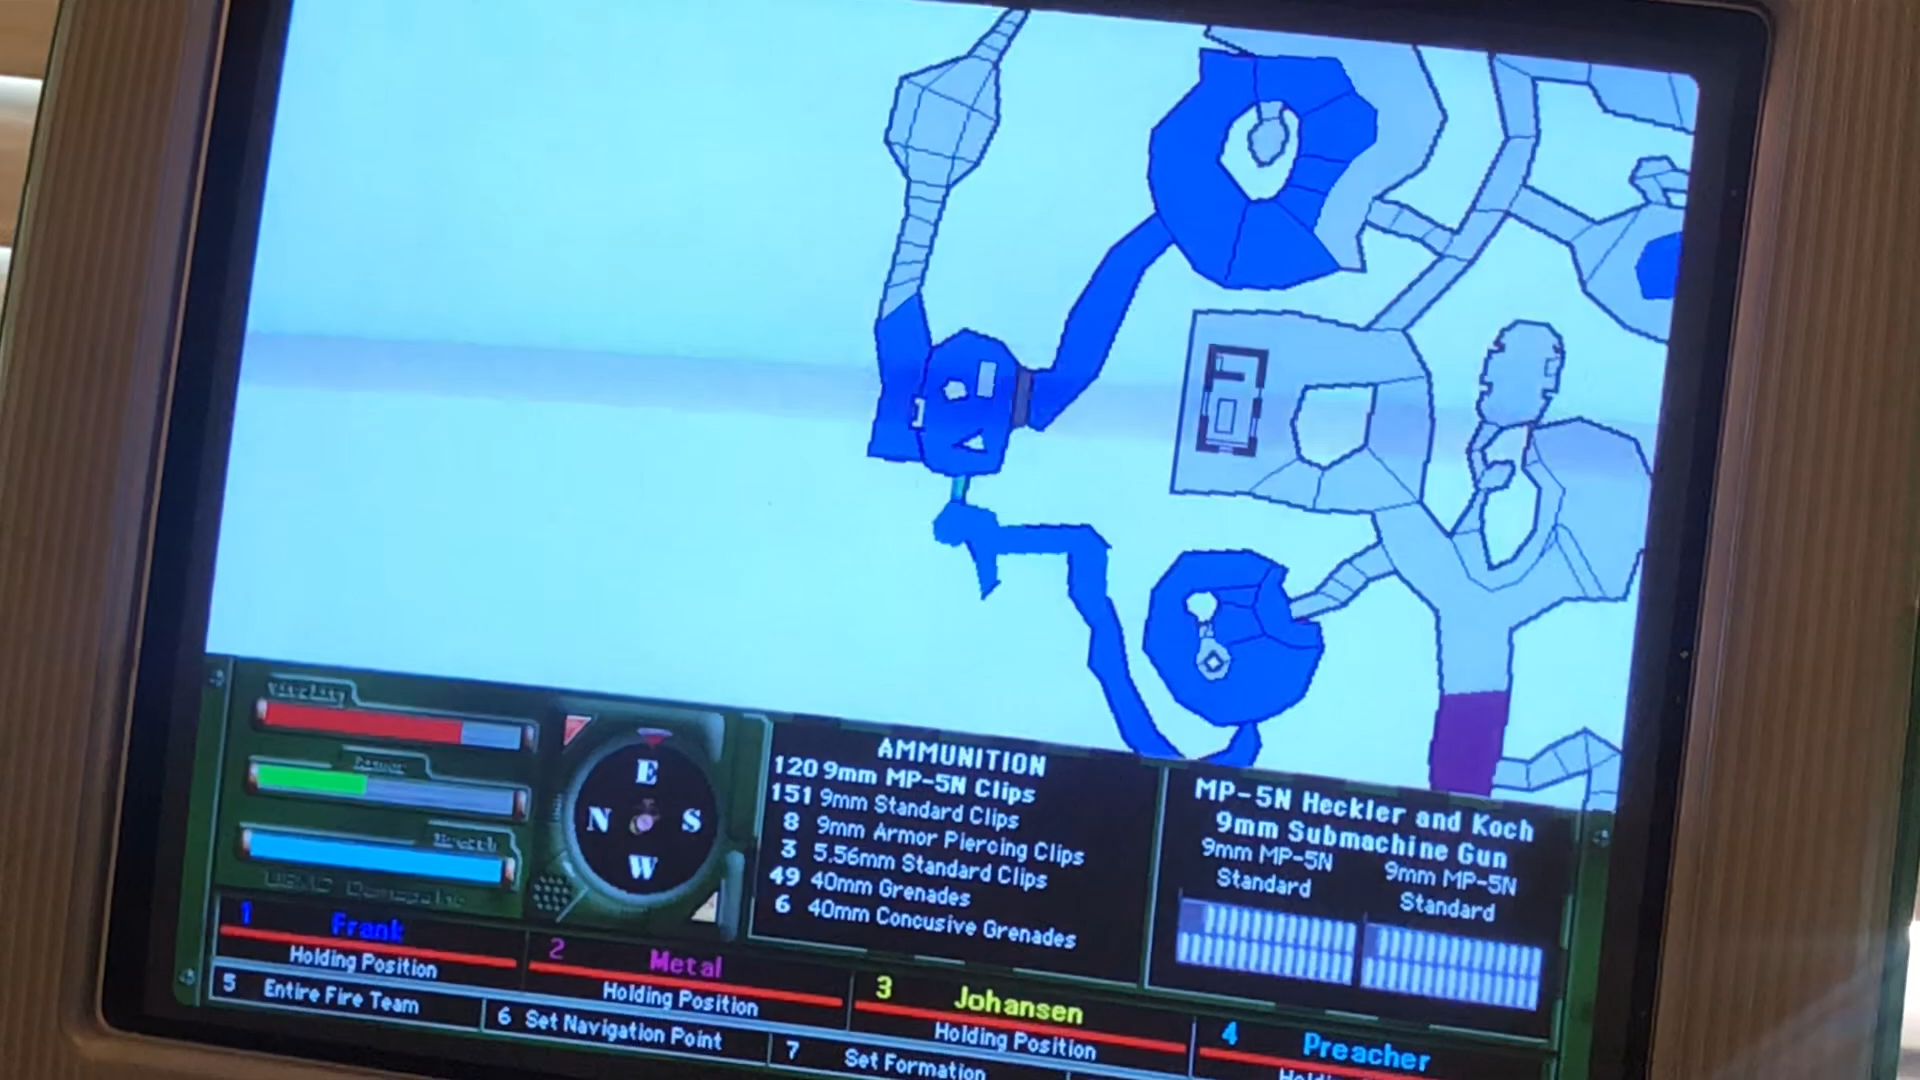 Vitality
Armor
Breath
E
N S
W
AMMUNITION
120 9mm MP-5N Clips
151 9mm Standard Clips
8 9mm Armor Piercing Clips
3 5.56mm Standard Clips
49 40mm Grenades
6 40mm Concusive Grenades
MP-5N Heckler and Koch
9mm Submachine Gun
9mm MP-5N
Standard
9mm MP-5N
Standard
1 Frank
Holding Position
2 Metal
Holding Position
3 Johansen
Holding Position
4 Preacher
5 Entire Fire Team
6 Set Navigation Point
7 Set Formation